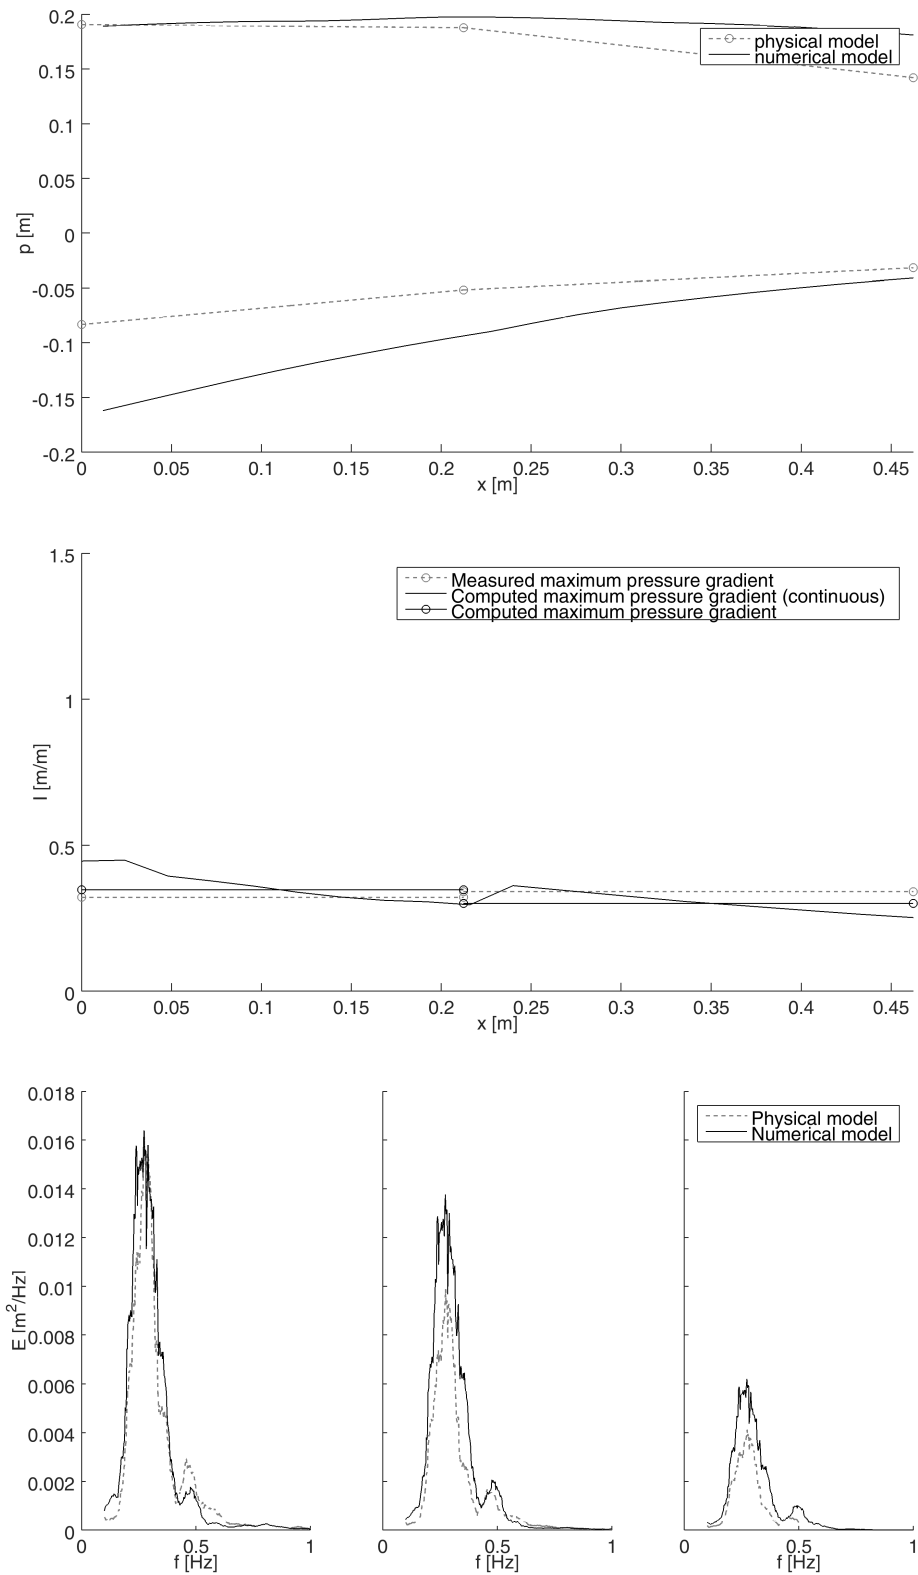 0.2
0.15
0.1
0.05
0
-0.05
-0.1
-0.15
-0.2
p [m]
physical model
numerical model
0 0.05 0.1 0.15 0.2 0.25 0.3 0.35 0.4 0.45
x [m]
1.5
1
0.5
0
I [m/m]
Measured maximum pressure gradient
Computed maximum pressure gradient (continuous)
Computed maximum pressure gradient
0 0.05 0.1 0.15 0.2 0.25 0.3 0.35 0.4 0.45
x [m]
0.018
0.016
0.014
0.012
0.01
0.008
0.006
0.004
0.002
0
E [m²/Hz]
Physical model
Numerical model
0 0.5 1 0 0.5 1 0 0.5 1
f [Hz] f [Hz] f [Hz]